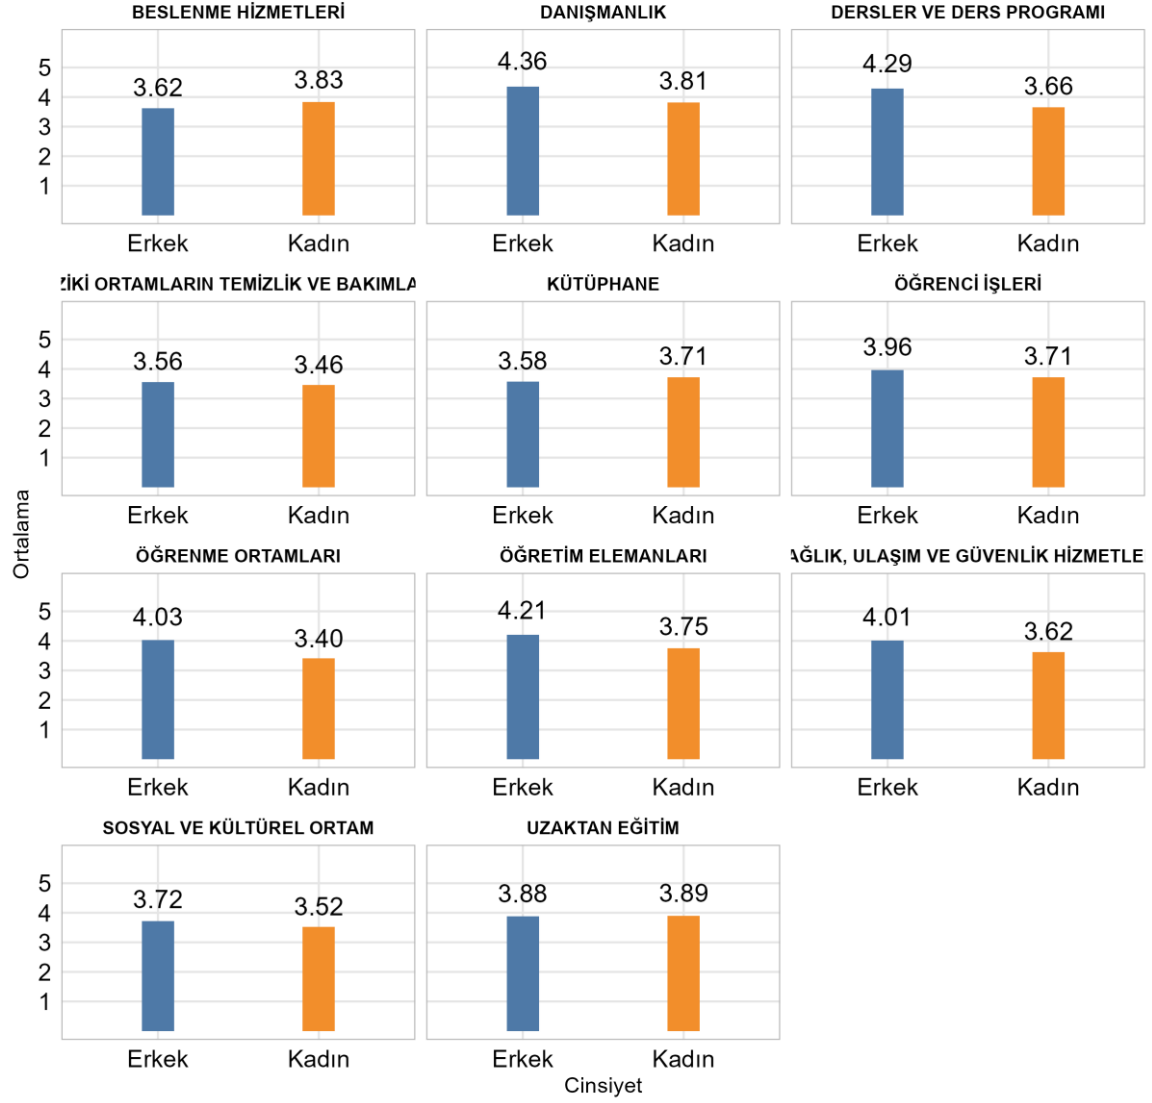 BESLENME HİZMETLERİ
DANIŞMANLIK
DERSLER VE DERS PROGRAMI
5
4
3
2
1
3.62
3.83
4.36
3.81
4.29
3.66
Erkek
Kadın
Erkek
Kadın
Erkek
Kadın
ZİKİ ORTAMLARIN TEMİZLİK VE BAKIMLA
KÜTÜPHANE
ÖĞRENCİ İŞLERİ
5
4
3
2
1
3.56
3.46
3.58
3.71
3.96
3.71
Erkek
Kadın
Erkek
Kadın
Erkek
Kadın
Ortalama
ÖĞRENME ORTAMLARI
ÖĞRETİM ELEMANLARI
AĞLIK, ULAŞIM VE GÜVENLİK HİZMETLE
5
4
3
2
1
4.03
3.40
4.21
3.75
4.01
3.62
Erkek
Kadın
Erkek
Kadın
Erkek
Kadın
SOSYAL VE KÜLTÜREL ORTAM
UZAKTAN EĞİTİM
5
4
3
2
1
3.72
3.52
3.88
3.89
Erkek
Kadın
Erkek
Kadın
Cinsiyet